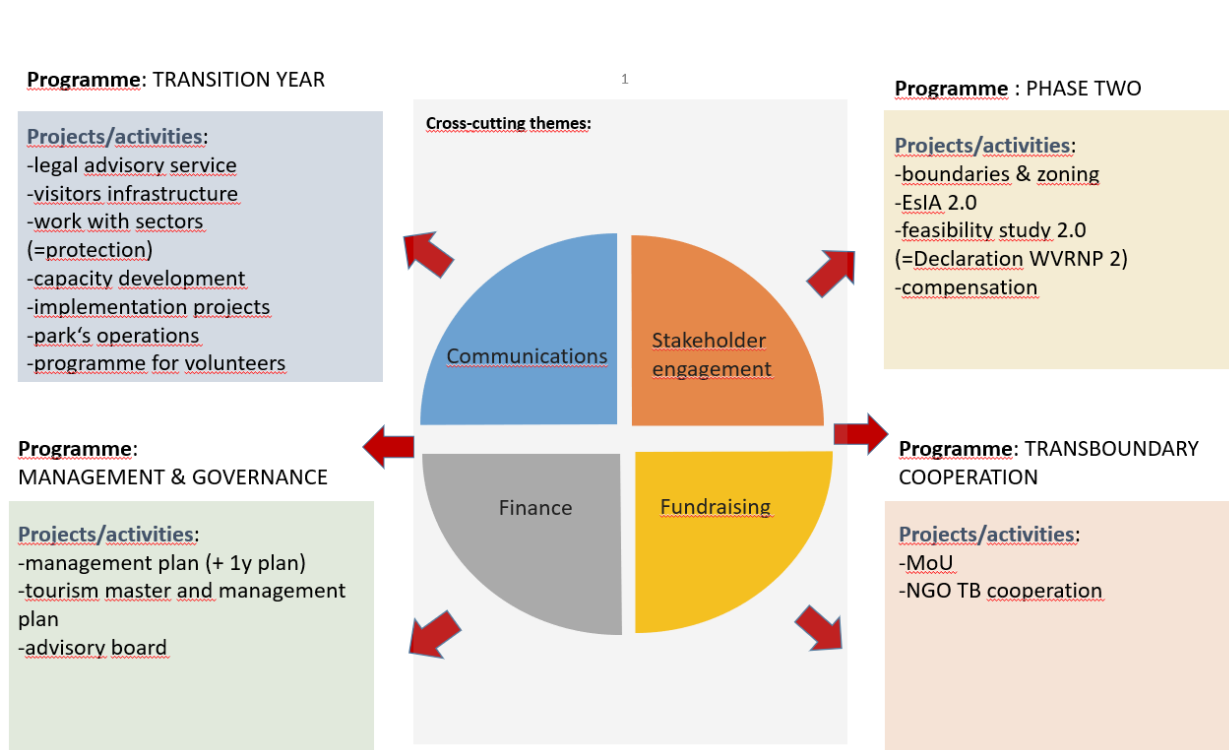 Programme: TRANSITION YEAR
Projects/activities:
-legal advisory service
-visitors infrastructure
-work with sectors
(=protection)
-capacity development
-implementation projects
-park‘s operations
-programme for volunteers
1
Cross-cutting themes:
Communications
Stakeholder
engagement
Finance
Fundraising
Programme : PHASE TWO
Projects/activities:
-boundaries & zoning
-EsIA 2.0
-feasibility study 2.0
(=Declaration WVRNP 2)
-compensation
Programme:
MANAGEMENT & GOVERNANCE
Projects/activities:
-management plan (+ 1y plan)
-tourism master and management
plan
-advisory board
Programme: TRANSBOUNDARY
COOPERATION
Projects/activities:
-MoU
-NGO TB cooperation